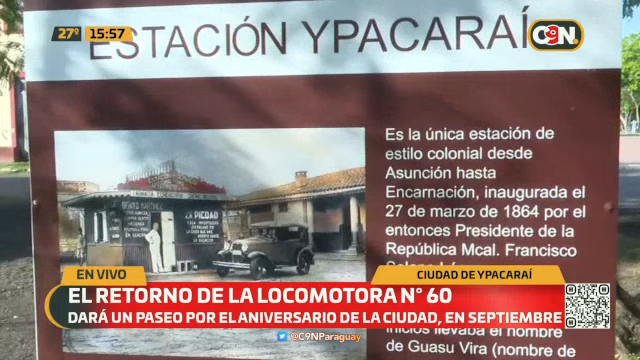 27º 15:57
ESTACIÓN YPACARAÍ
C9N
Es la única estación de
estilo colonial desde
Asunción hasta
Encarnación, inaugurada el
27 de marzo de 1864 por el
entonces Presidente de la
República Mcal. Francisco
LA PIEDAD
EN VIVO
CIUDAD DE YPACARAÍ
EL RETORNO DE LA LOCOMOTORA N° 60
DARÁ UN PASEO POR EL ANIVERSARIO DE LA CIUDAD, EN SEPTIEMBRE
inicios llevaba el nombre
@C9NParaguay
de Guasu Vira (nombre de